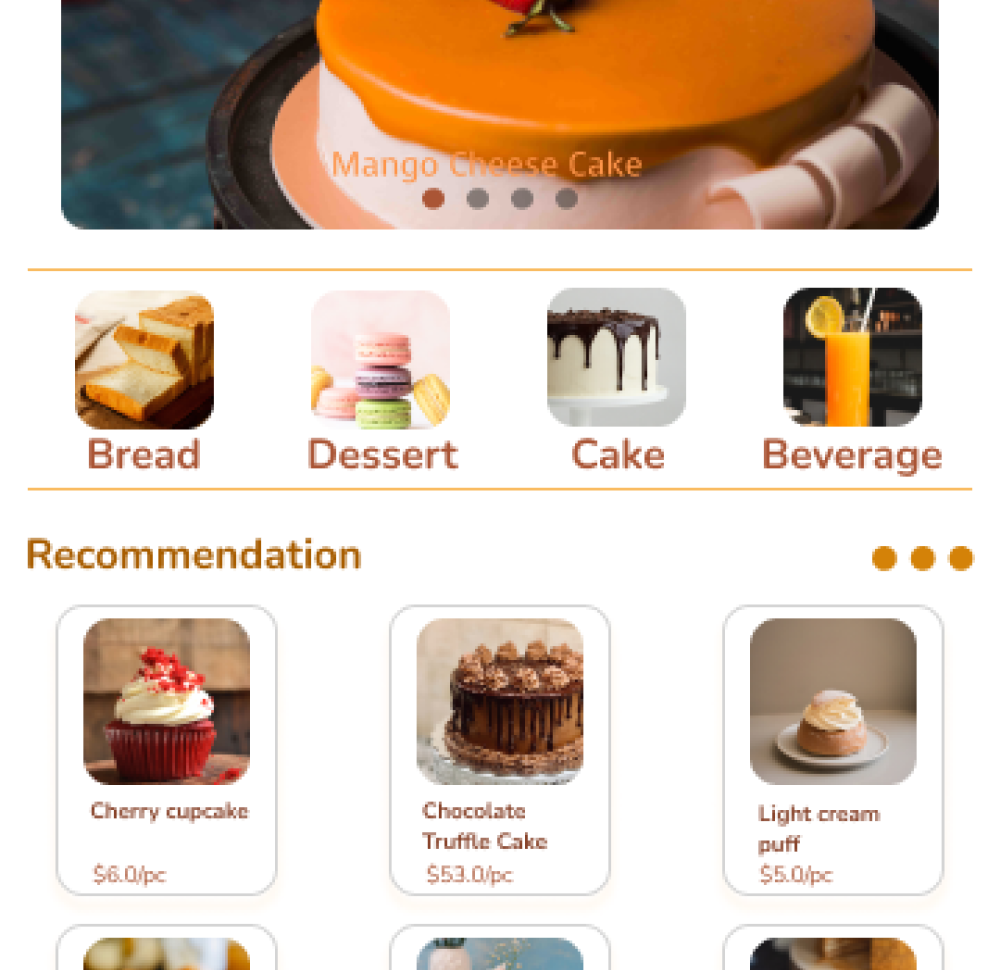 Mango Cheese Cake
Bread Dessert Cake Beverage
Recommendation
Cherry cupcake
$6.0/pc
Chocolate
Truffle Cake
$53.0/pc
Light cream
puff
$5.0/pc